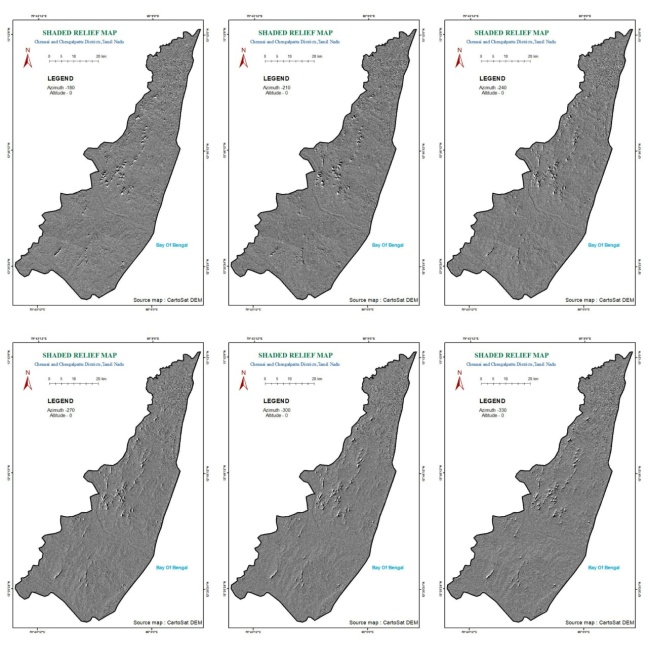 SHADED RELIEF MAP
Chennai and Chengalpattu Districts, Tamil Nadu
N
0 5 10 20 km
LEGEND
Azimuth -180
Altitude - 0
Bay Of Bengal
Source map : CartoSat DEM
SHADED RELIEF MAP
Chennai and Chengalpattu Districts, Tamil Nadu
N
0 5 10 20 km
LEGEND
Azimuth -210
Altitude - 0
Bay Of Bengal
Source map : CartoSat DEM
SHADED RELIEF MAP
Chennai and Chengalpattu Districts, Tamil Nadu
N
0 5 10 20 km
LEGEND
Azimuth -240
Altitude - 0
Bay Of Bengal
Source map : CartoSat DEM
SHADED RELIEF MAP
Chennai and Chengalpattu Districts, Tamil Nadu
N
0 5 10 20 km
LEGEND
Azimuth -270
Altitude - 0
Bay Of Bengal
Source map : CartoSat DEM
SHADED RELIEF MAP
Chennai and Chengalpattu Districts, Tamil Nadu
N
0 5 10 20 km
LEGEND
Azimuth -300
Altitude - 0
Bay Of Bengal
Source map : CartoSat DEM
SHADED RELIEF MAP
Chennai and Chengalpattu Districts, Tamil Nadu
N
0 5 10 20 km
LEGEND
Azimuth -330
Altitude - 0
Bay Of Bengal
Source map : CartoSat DEM